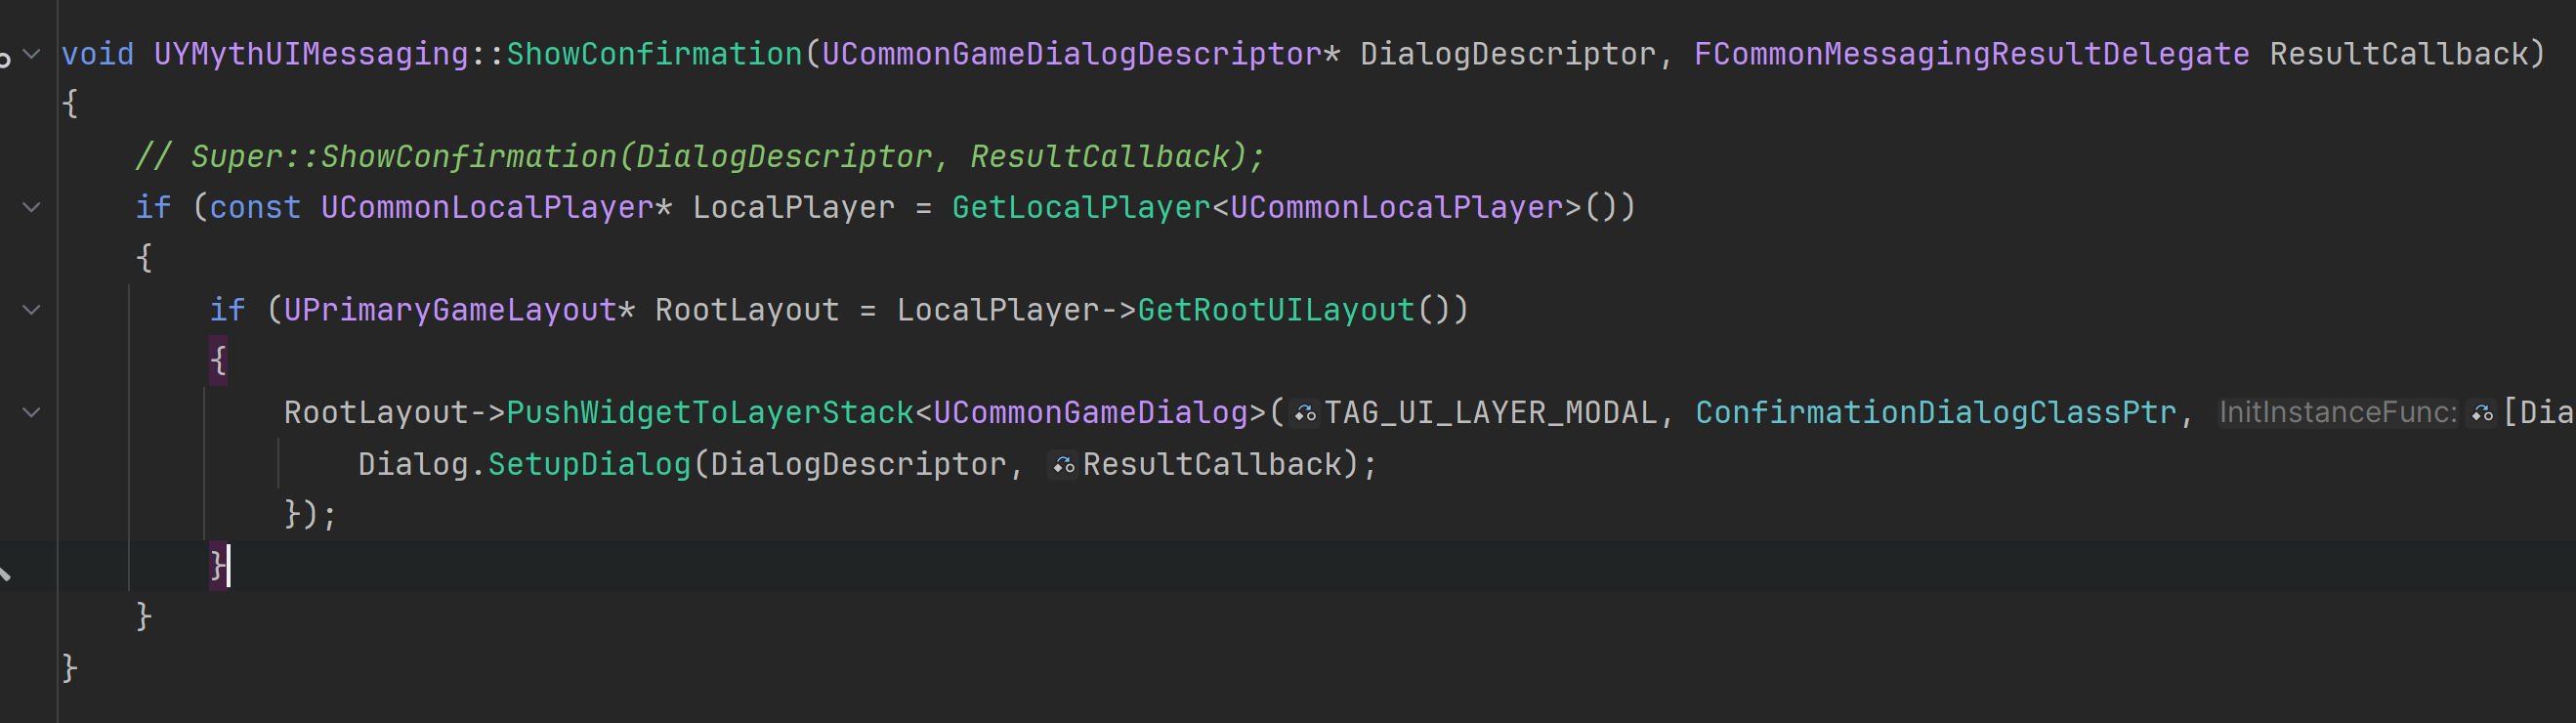 void UYMythUIMessaging::ShowConfirmation(UCommonGameDialogDescriptor* DialogDescriptor, FCommonMessagingResultDelegate ResultCallback)
{
// Super::ShowConfirmation(DialogDescriptor, ResultCallback);
if (const UCommonLocalPlayer* LocalPlayer = GetLocalPlayer<UCommonLocalPlayer>())
{
if (UPrimaryGameLayout* RootLayout = LocalPlayer->GetRootUILayout())
{
RootLayout->PushWidgetToLayerStack<UCommonGameDialog>(TAG_UI_LAYER_MODAL, ConfirmationDialogClassPtr, InitInstanceFunc: [Dia
Dialog.SetupDialog(DialogDescriptor, ResultCallback);
});
}
}
}